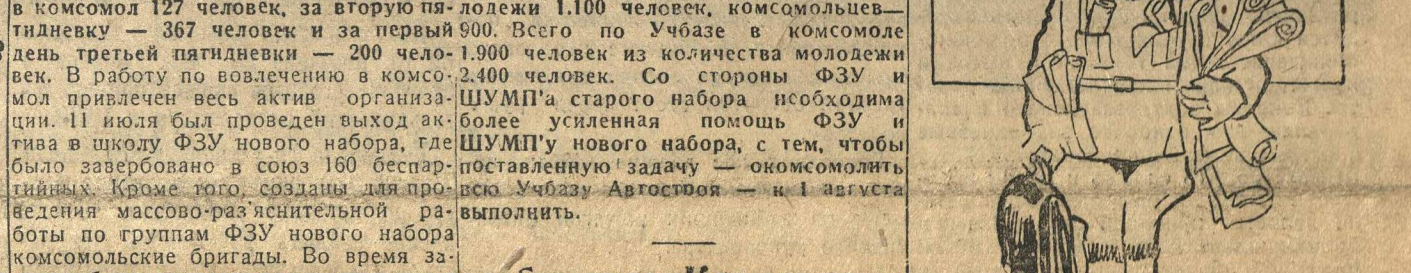 в комсомол 127 человек, за вторую пя-
тидневку — 367 человек и за первый
день третьей пятидневки — 200 чело-
век. В работу по вовлечению в комсо-
мол привлечен весь актив организа-
ции. 11 июля был проведен выход ак-
тива в школу ФЗУ нового набора, где
было завербовано в союз 160 беспар-
тийных. Кроме того, созданы для про-
ведения массово-раз'яснительной ра-
боты по группам ФЗУ нового набора
комсомольские бригады. Во время за-
лодежи 1.100 человек, комсомольцев—
900. Всего по Учбазе в комсомоле
1.900 человек из количества молодежи
2.400 человек. Со стороны ФЗУ и
ШУМП'а старого набора необходима
более усиленная помощь ФЗУ и
ШУМП'у нового набора, с тем, чтобы
поставленную задачу — окомсомолить
всю Учбазу Автостроя — к 1 августа
выполнить.